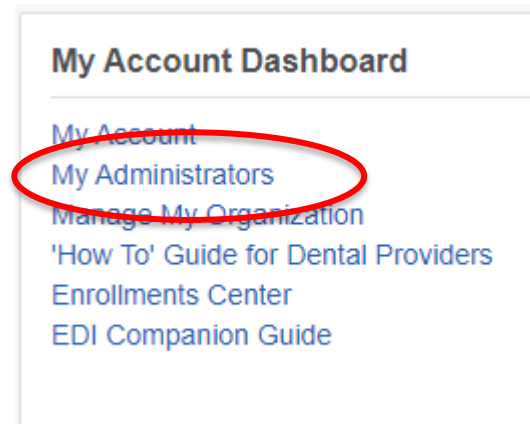 My Account Dashboard
My Account
My Administrators
Manage My Organization
'How To' Guide for Dental Providers
Enrollments Center
EDI Companion Guide